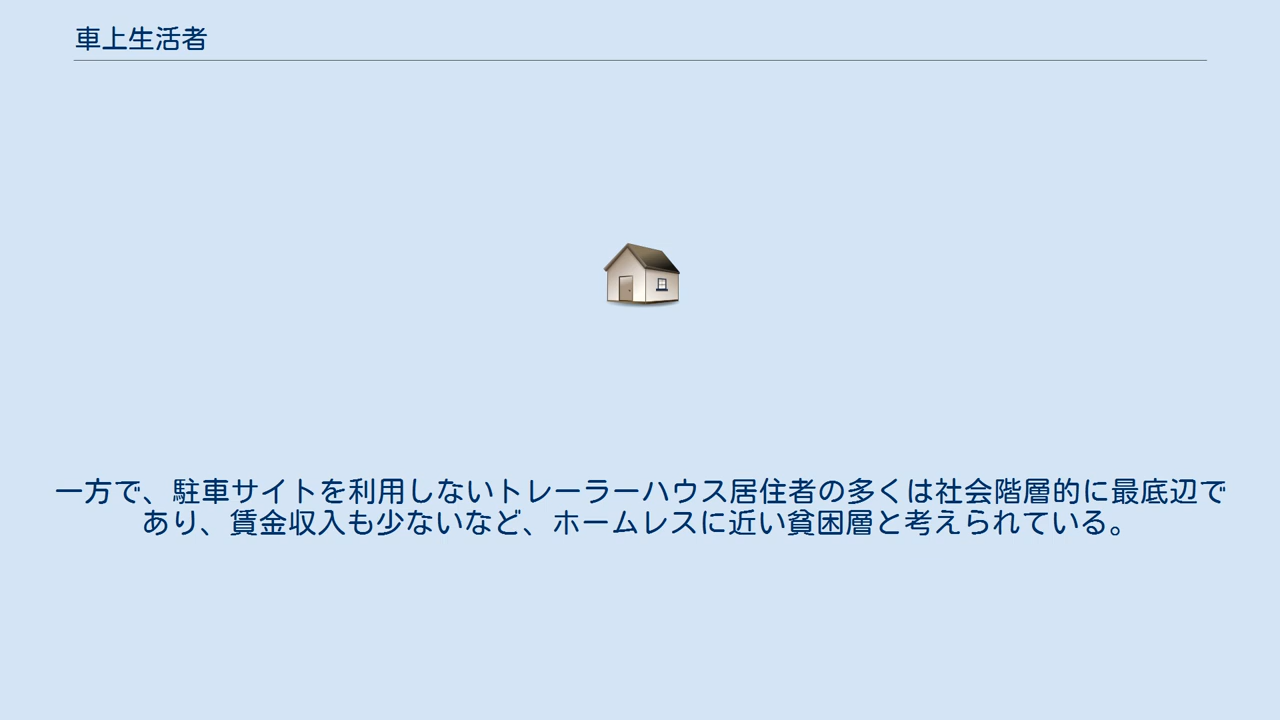 車上生活者
一方で、駐車サイトを利用しないトレーラーハウス居住者の多くは社会階層的に最底辺で
あり、賃金収入も少ないなど、ホームレスに近い貧困層と考えられている。